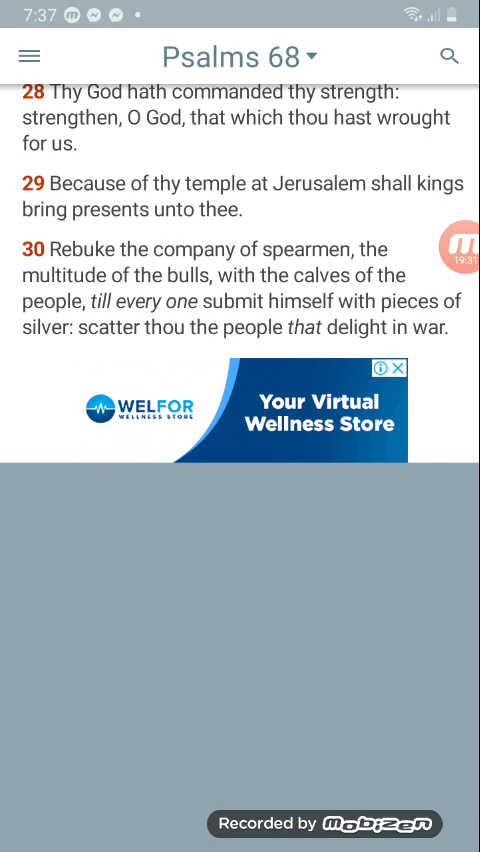 7:37
Psalms 68
28 Thy God hath commanded thy strength:
strengthen, O God, that which thou hast wrought
for us.
29 Because of thy temple at Jerusalem shall kings
bring presents unto thee.
30 Rebuke the company of spearmen, the
multitude of the bulls, with the calves of the
people, till every one submit himself with pieces of
silver: scatter thou the people that delight in war.
19:31
WELFOR
WELLNESS STORE
Your Virtual
Wellness Store
Recorded by Mobizen